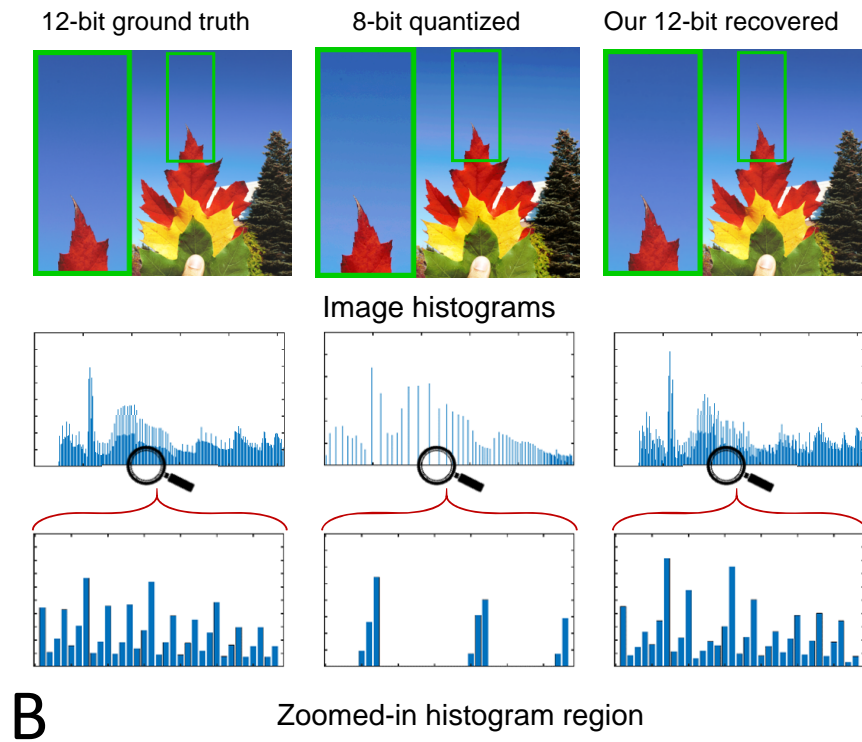 12-bit ground truth
8-bit quantized
Our 12-bit recovered
Image histograms
B
Zoomed-in histogram region